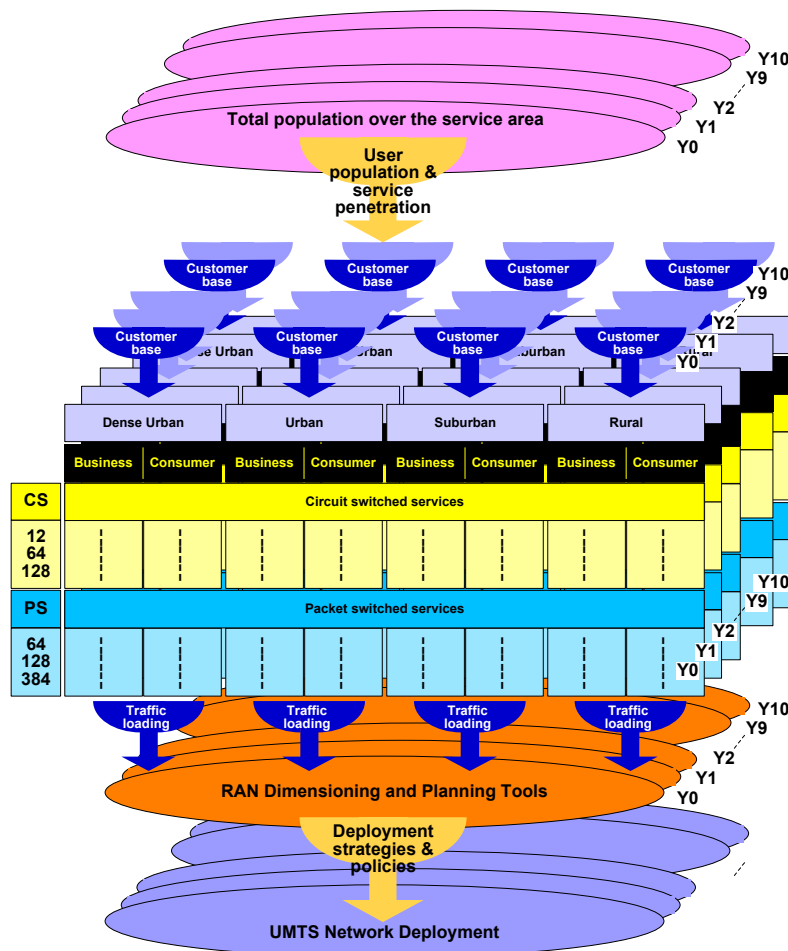 Y10
Y9
Y2
Total population over the service area
Y1
Y0
User
population &
service
penetration
Customer base
Customer base
Customer base
Customer base
Y10
Y9
Y2
Customer base
Customer base
Customer base
Customer base
Y1
Y0
Dense Urban
Urban
Suburban
Rural
Business
Consumer
Business
Consumer
Business
Consumer
Business
Consumer
CS
Circuit switched services
12
64
128
PS
Packet switched services
64
128
384
Y10
Y9
Y2
Y1
Y0
Traffic loading
Traffic loading
Traffic loading
Traffic loading
Y10
Y9
Y2
Y1
Y0
RAN Dimensioning and Planning Tools
Deployment
strategies &
policies
UMTS Network Deployment